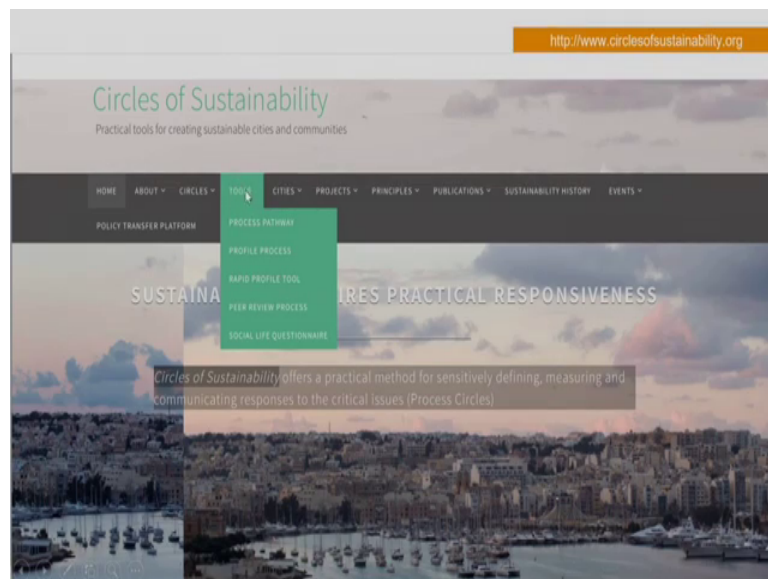 http://www.circlesofsustainability.org
Circles of Sustainability
Practical tools for creating sustainable cities and communities
HOME ABOUT CIRCLES TOOLS CITIES PROJECTS PRINCIPLES PUBLICATIONS SUSTAINABILITY HISTORY EVENTS
POLICY TRANSFER PLATFORM
PROCESS PATHWAY
PROFILE PROCESS
RAPID PROFILE TOOL
PEER REVIEW PROCESS
SOCIAL LIFE QUESTIONNAIRE
SUSTAINA IRES PRACTICAL RESPONSIVENESS
Circles of Sustainability offers a practical method for sensitively defining, measuring and
communicating responses to the critical issues (Process Circles)